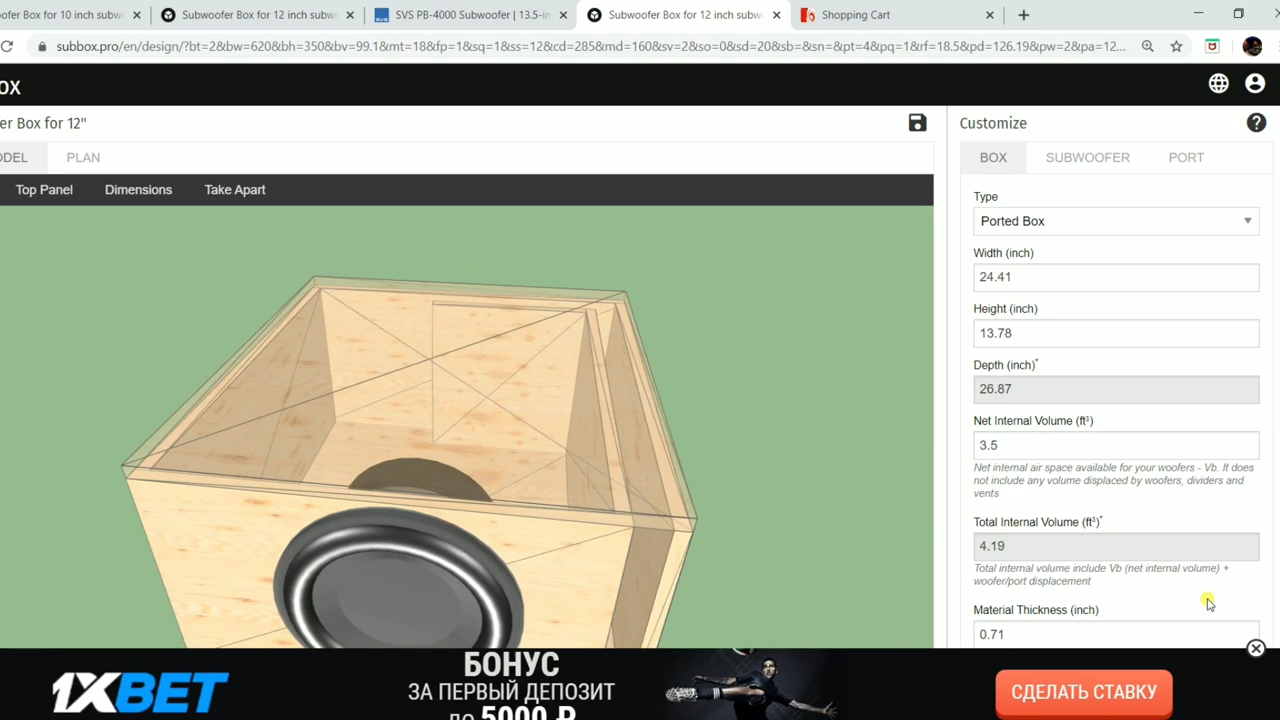 ofer Box for 10 inch subw
Subwoofer Box for 12 inch subw
SVS PB-4000 Subwoofer | 13.5-in
Subwoofer Box for 12 inch subw
Shopping Cart
subbox.pro/en/design/?bt=2&bw=620&bh=350&bv=99.1&mt=18&fp=1&sq=1&ss=12&cd=285&md=160&sv=2&so=0&sd=20&sb=&sn=&pt=4&pq=1&rf=18.5&pd=126.19&pw=2&pa=12...
OX
er Box for 12"
Customize
ODEL
PLAN
BOX
SUBWOOFER
PORT
Top Panel
Dimensions
Take Apart
Type
Ported Box
Width (inch)
24.41
Height (inch)
13.78
Depth (inch)*
26.87
Net Internal Volume (ft³)
3.5
Net internal air space available for your woofers - Vb. It does
not include any volume displaced by woofers, dividers and
vents
Total Internal Volume (ft³)*
4.19
Total internal volume include Vb (net internal volume) +
woofer/port displacement
Material Thickness (inch)
0.71
1XBET
БОНУС
ЗА ПЕРВЫЙ ДЕПОЗИТ
до 5000 ₽
СДЕЛАТЬ СТАВКУ